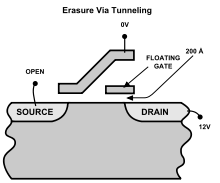 Erasure Via Tunneling
0V
FLOATING
GATE
200 Å
OPEN
SOURCE
DRAIN
12V